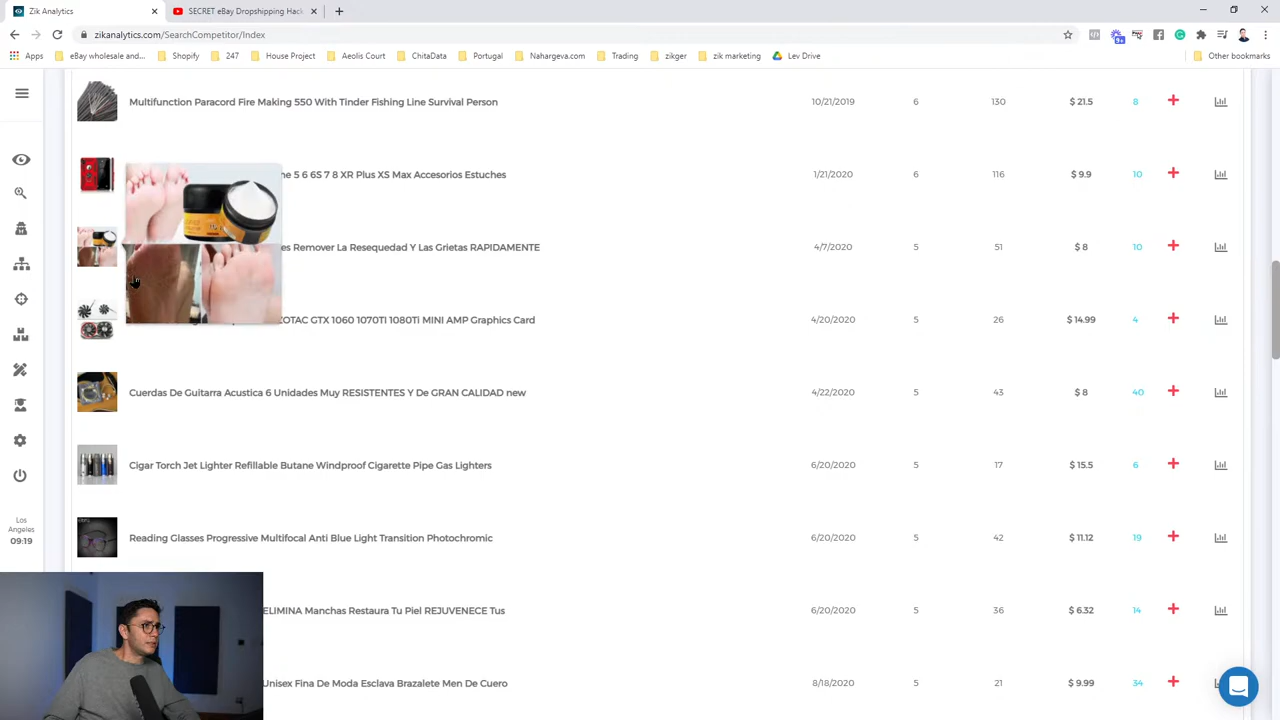 Zik Analytics
SECRET eBay Dropshipping Hack
zikanalytics.com/SearchCompetitor/Index
Apps
eBay wholesale and...
Shopify
247
House Project
Aeolis Court
ChitaData
Portugal
Nahargeva.com
Trading
zikger
zik marketing
Lev Drive
Other bookmarks
Multifunction Paracord Fire Making 550 With Tinder Fishing Line Survival Person 10/21/2019 6 130 $ 21.5 8
ne 5 6 6S 7 8 XR Plus XS Max Accesorios Estuches 1/21/2020 6 116 $ 9.9 10
es Remover La Resequedad Y Las Grietas RAPIDAMENTE 4/7/2020 5 51 $ 8 10
ZOTAC GTX 1060 1070TI 1080Ti MINI AMP Graphics Card 4/20/2020 5 26 $ 14.99 4
Cuerdas De Guitarra Acustica 6 Unidades Muy RESISTENTES Y De GRAN CALIDAD new 4/22/2020 5 43 $ 8 40
Cigar Torch Jet Lighter Refillable Butane Windproof Cigarette Pipe Gas Lighters 6/20/2020 5 17 $ 15.5 6
Reading Glasses Progressive Multifocal Anti Blue Light Transition Photochromic 6/20/2020 5 42 $ 11.12 19
ELIMINA Manchas Restaura Tu Piel REJUVENECE Tus 6/20/2020 5 36 $ 6.32 14
Unisex Fina De Moda Esclava Brazalete Men De Cuero 8/18/2020 5 21 $ 9.99 34
Los
Angeles
09:19